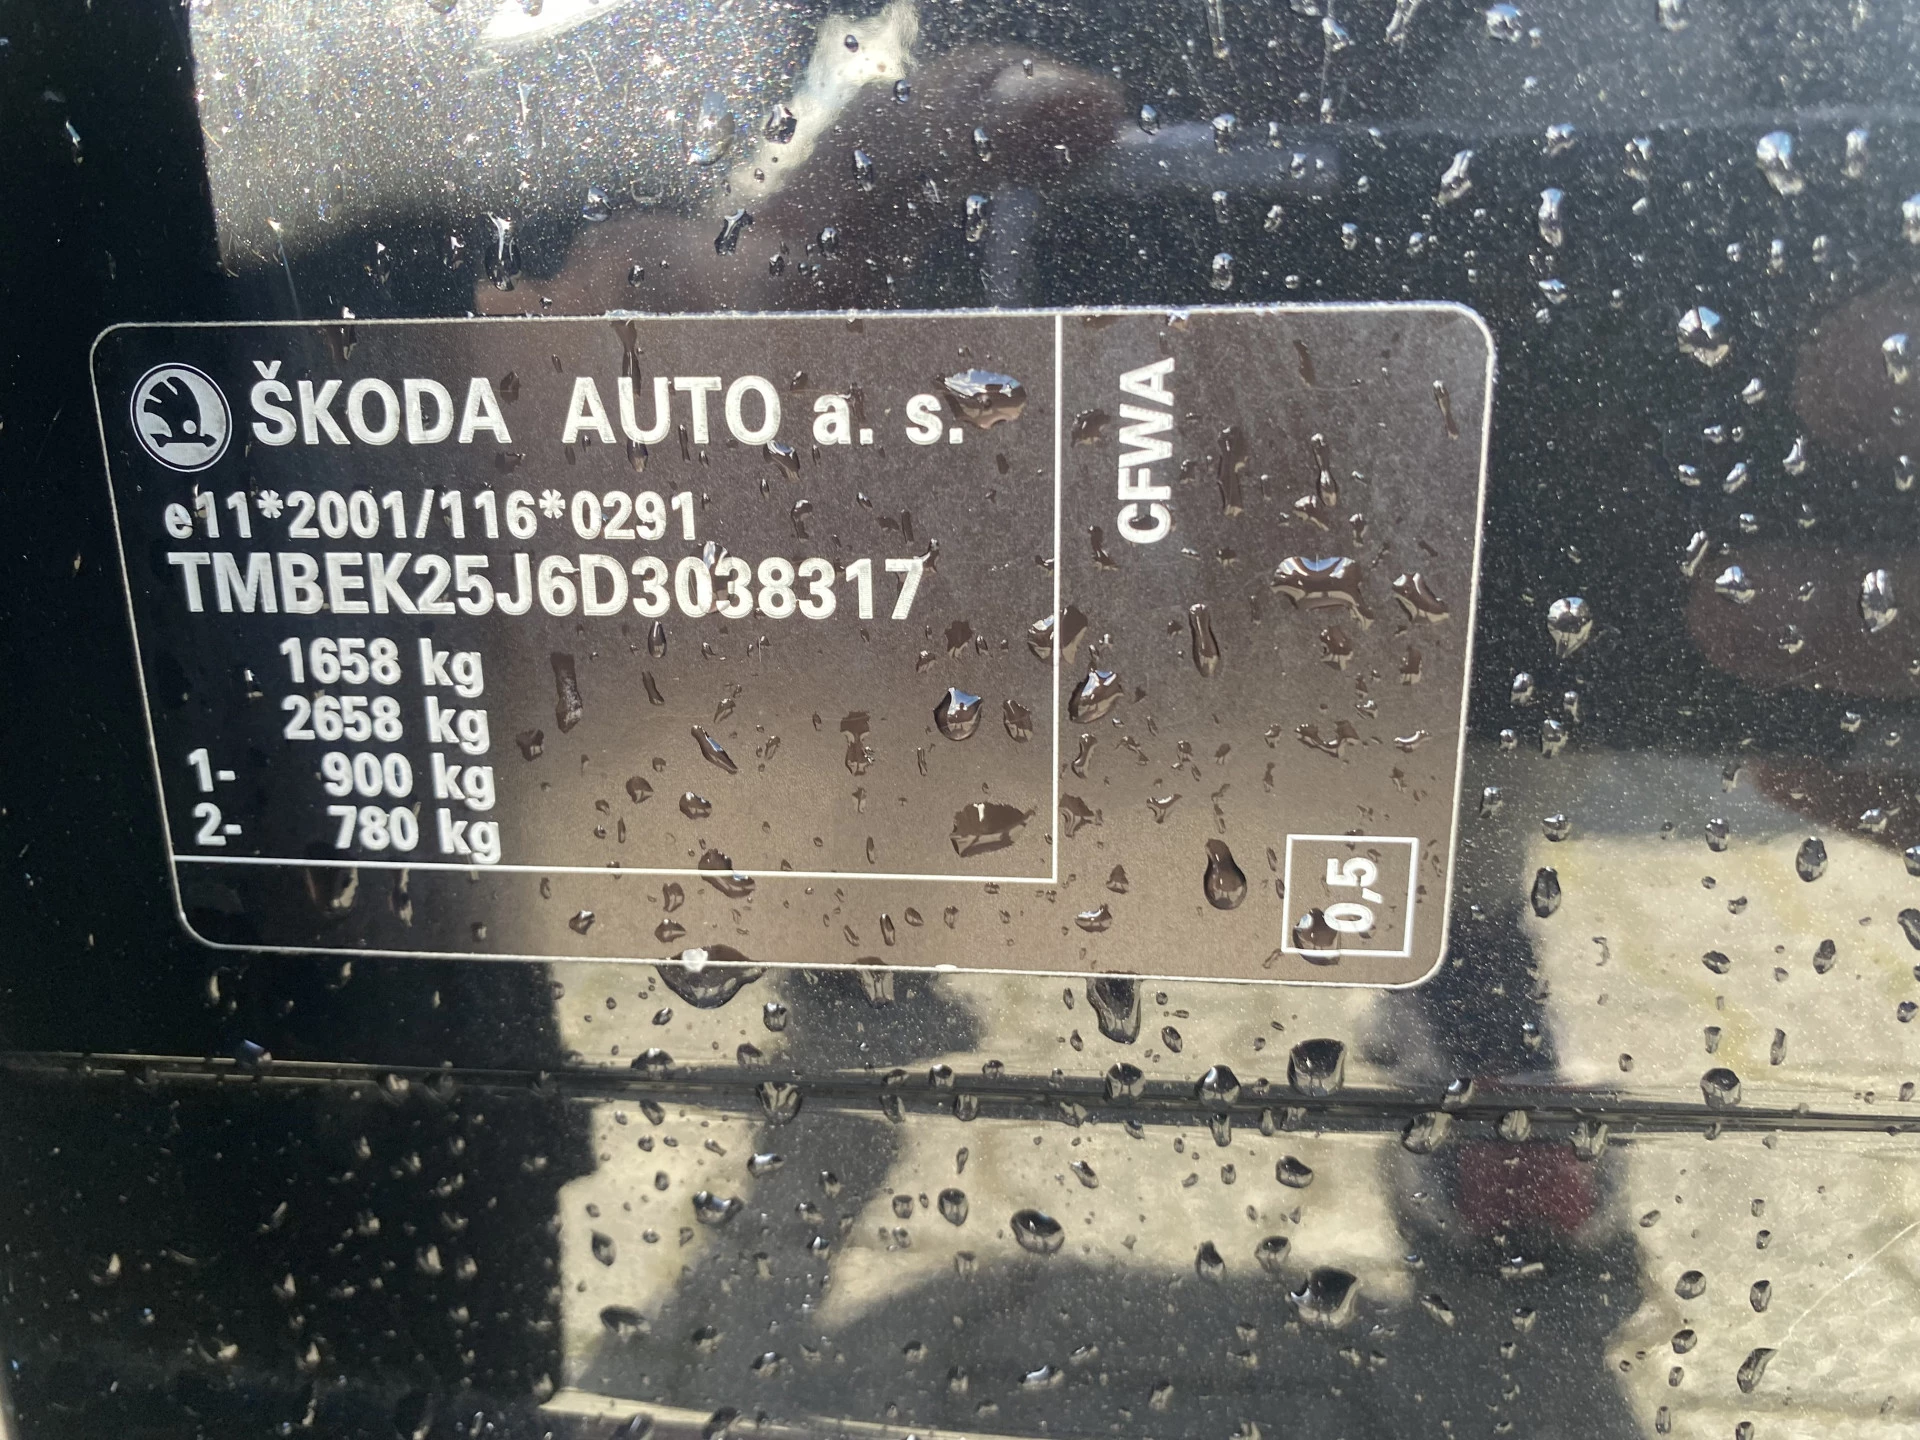 ŠKODA AUTO a. s.
e11*2001/116*0291
TMBEK25J6D3038317
1658 kg
2658 kg
1- 900 kg
2- 780 kg
CFWA
0,5